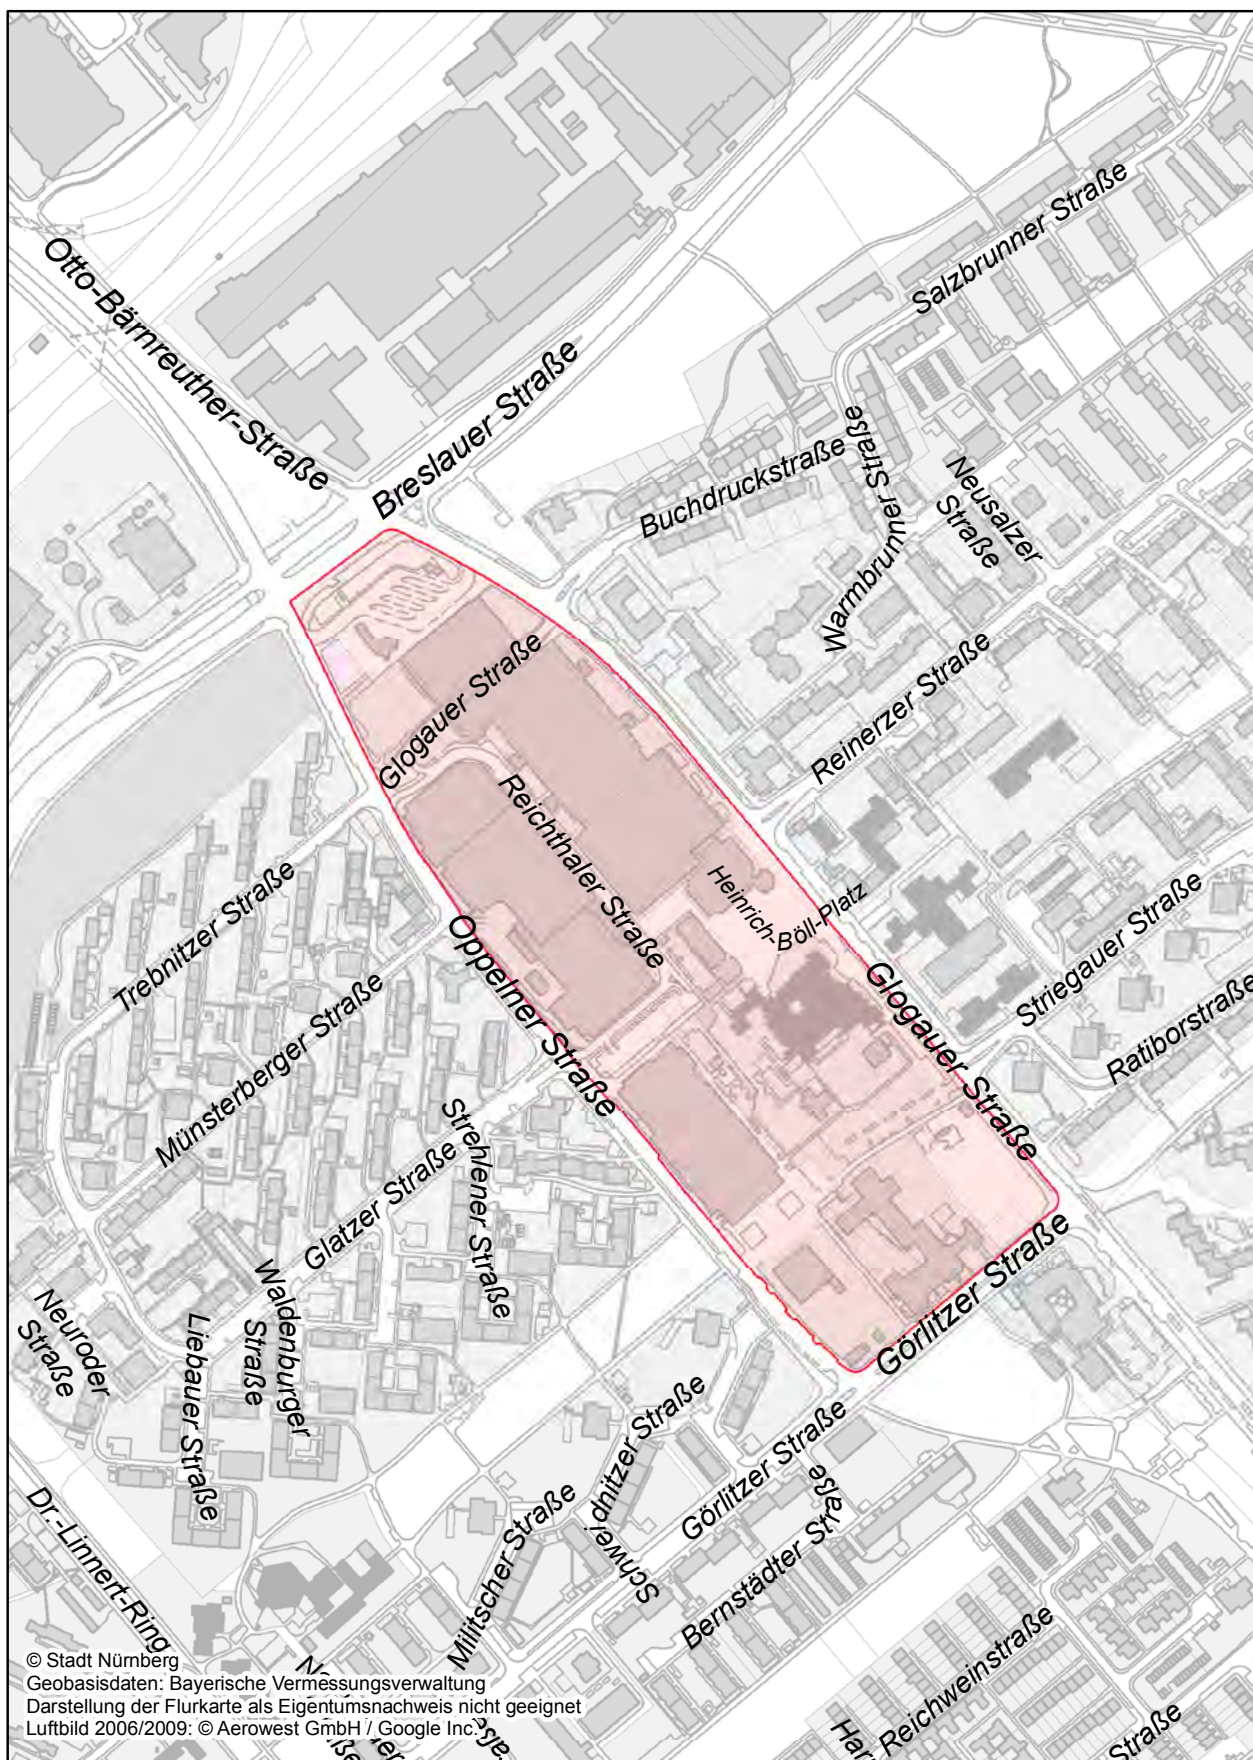 Otto-Bärnreuther-Straße
Breslauer Straße
Salzbrunner Straße
Buchdruckstraße
Warmbrunner Straße
Neusalzer
Straße
Reinerzer Straße
Glogauer Straße
Reichthaler Straße
Heinrich-Böll-Platz
Trebnitzer Straße
Oppelner Straße
Glogauer Straße
Striegauer Straße
Ratiborstraße
Münsterberger Straße
Glatzer Straße
Strehlener Straße
Waldenburger
Straße
Neuroder
Straße
Liebauer Straße
Görlitzer Straße
Schweidnitzer Straße
Görlitzer Straße
Militscher Straße
Bernstädter Straße
Dr.-Linnert-Ring
Reichweinstraße
Straße
© Stadt Nürnberg
Geobasisdaten: Bayerische Vermessungsverwaltung
Darstellung der Flurkarte als Eigentumsnachweis nicht geeignet
Luftbild 2006/2009: © Aerowest GmbH / Google Inc.